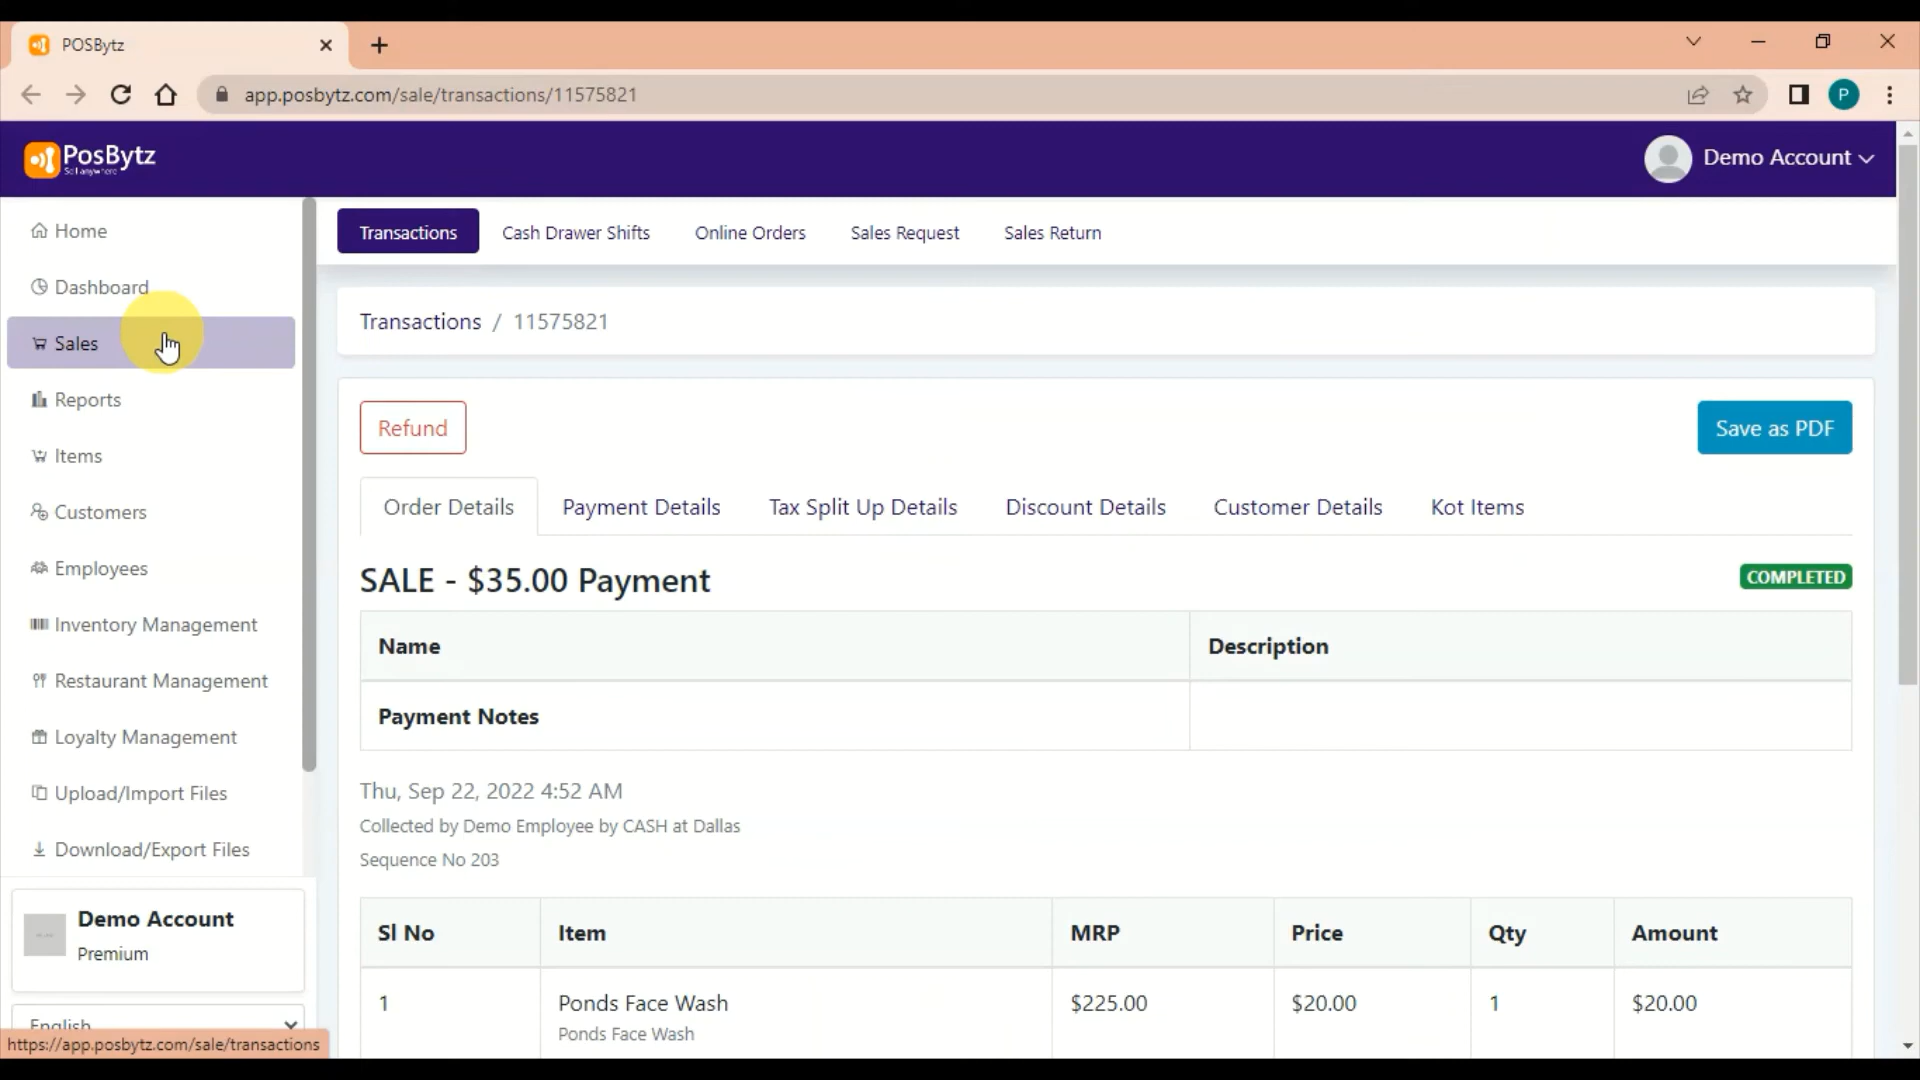 POSBytz
app.posbytz.com/sale/transactions/11575821
P
PosBytz
Sell anywhere
Demo Account
Home
Dashboard
Sales
Reports
Items
Customers
Employees
Inventory Management
Restaurant Management
Loyalty Management
Upload/Import Files
Download/Export Files
Demo Account
Premium
English
https://app.posbytz.com/sale/transactions
Transactions Cash Drawer Shifts Online Orders Sales Request Sales Return
Transactions / 11575821
Refund Save as PDF
Order Details Payment Details Tax Split Up Details Discount Details Customer Details Kot Items
SALE - $35.00 Payment COMPLETED
Name Description
Payment Notes
Thu, Sep 22, 2022 4:52 AM
Collected by Demo Employee by CASH at Dallas
Sequence No 203
Sl No Item MRP Price Qty Amount
1 Ponds Face Wash $225.00 $20.00 1 $20.00
Ponds Face Wash